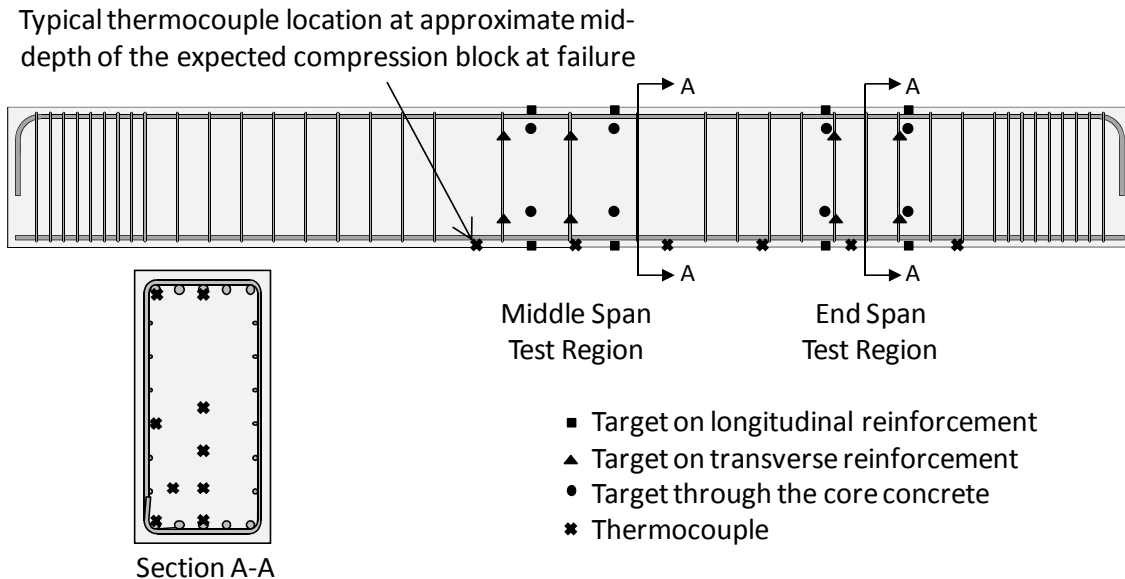 Typical thermocouple location at approximate mid-
depth of the expected compression block at failure
A
A
A
A
Middle Span
Test Region
End Span
Test Region
Target on longitudinal reinforcement
Target on transverse reinforcement
Target through the core concrete
Thermocouple
Section A-A